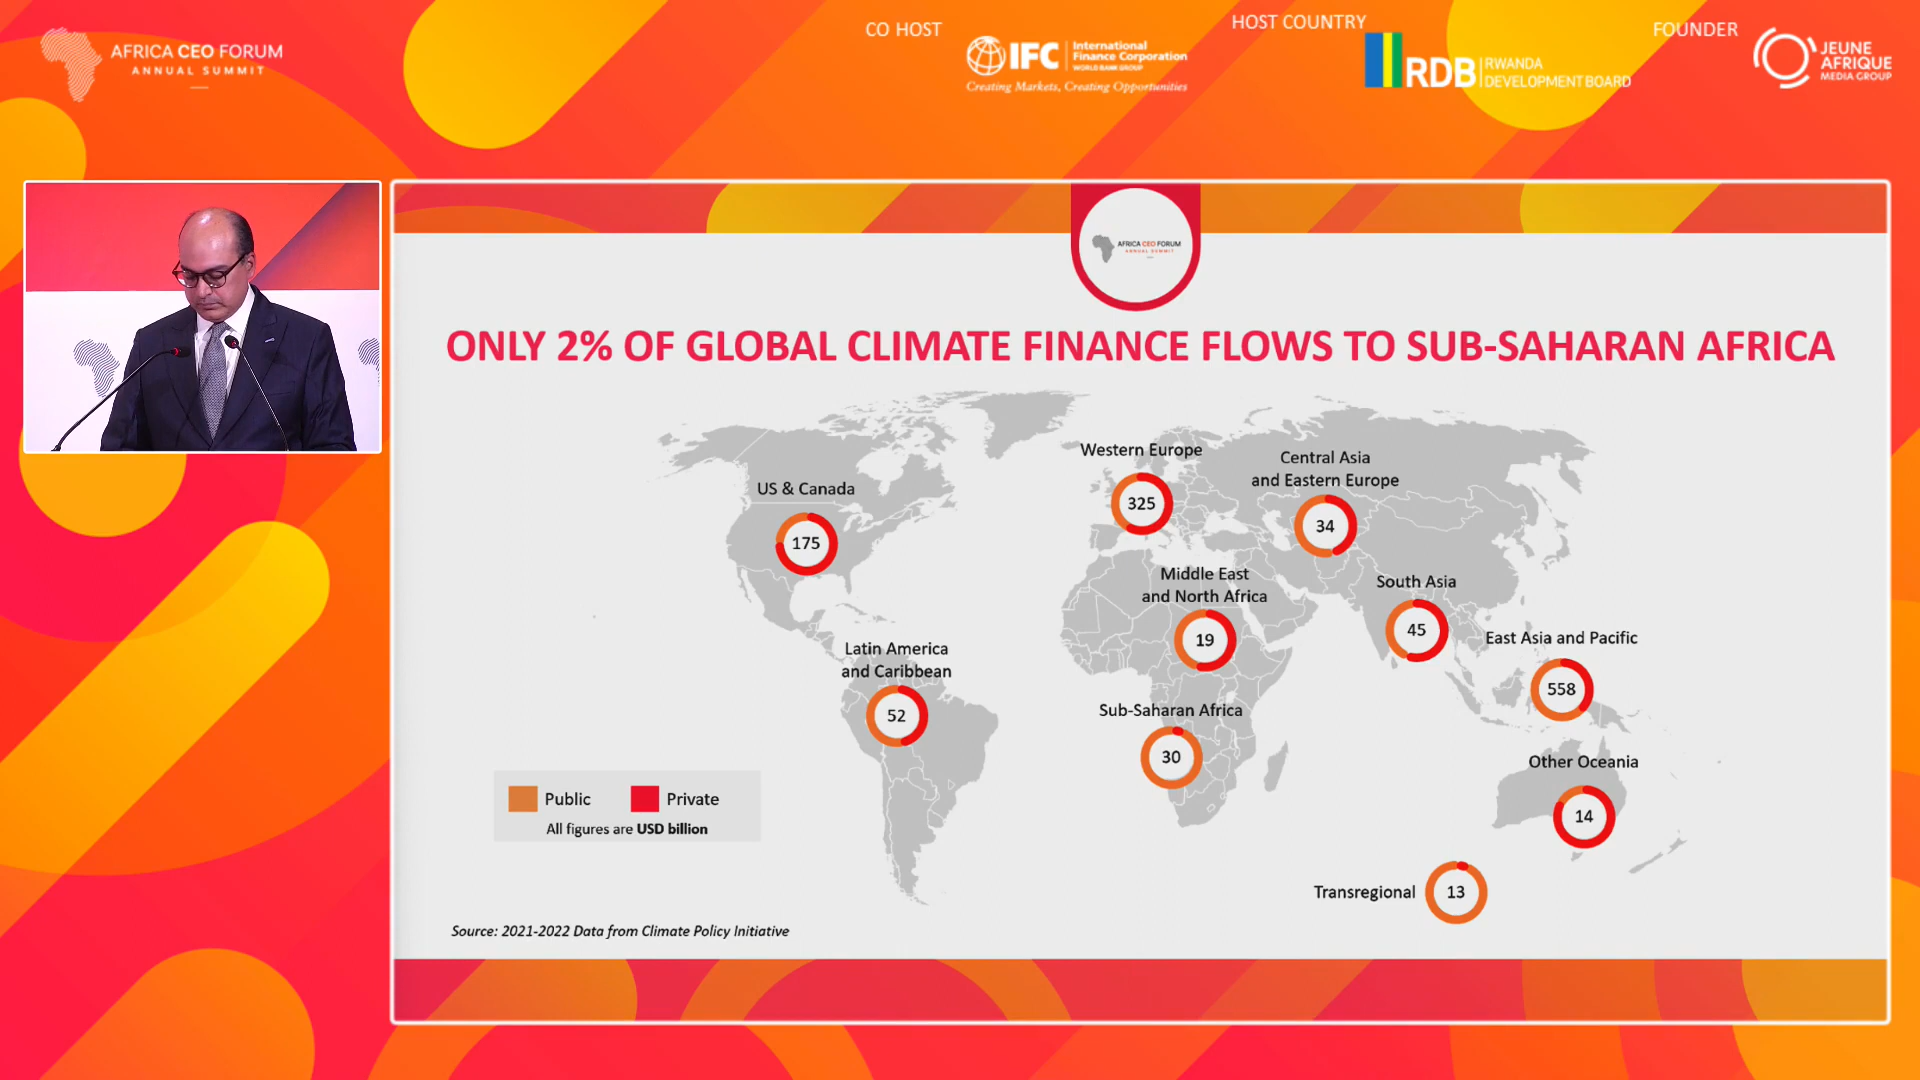 AFRICA CEO FORUM
ANNUAL SUMMIT
CO HOST
IFC
International
Finance Corporation
WORLD BANK GROUP
Creating Markets, Creating Opportunities
HOST COUNTRY
RDB
RWANDA
DEVELOPMENT BOARD
FOUNDER
JEUNE
AFRIQUE
MEDIA GROUP
AFRICA CEO FORUM
ANNUAL SUMMIT
ONLY 2% OF GLOBAL CLIMATE FINANCE FLOWS TO SUB-SAHARAN AFRICA
US & Canada
175
Western Europe
325
Central Asia
and Eastern Europe
34
Middle East
and North Africa
19
South Asia
45
East Asia and Pacific
558
Latin America
and Caribbean
52
Sub-Saharan Africa
30
Other Oceania
14
Transregional
13
Public
Private
All figures are USD billion
Source: 2021-2022 Data from Climate Policy Initiative